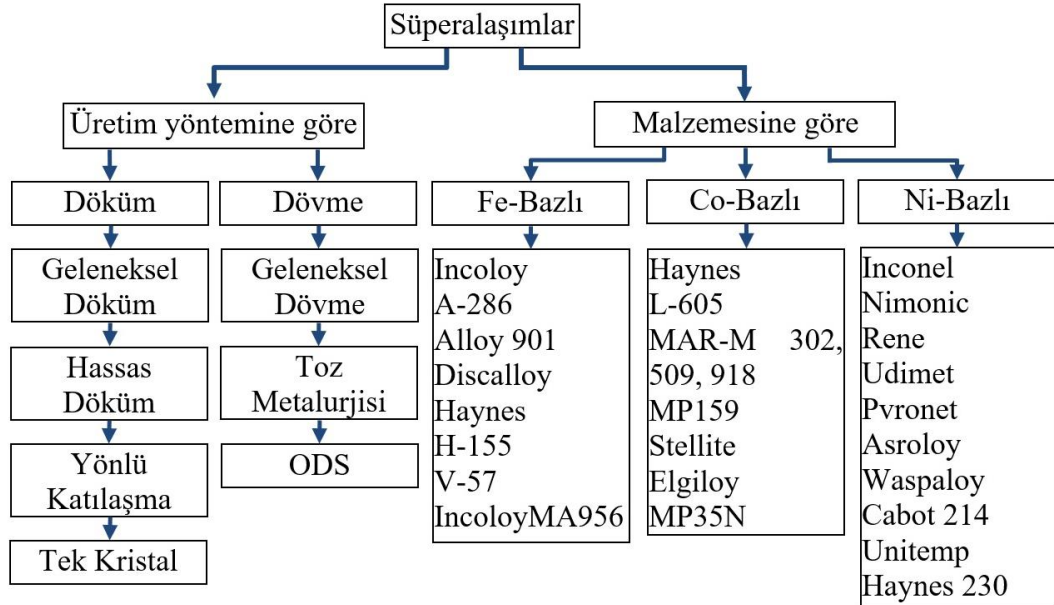 Süperalaşımlar
Üretim yöntemine göre
Malzemesine göre
Döküm
Dövme
Fe-Bazlı
Co-Bazlı
Ni-Bazlı
Geleneksel
Döküm
Hassas
Döküm
Yönlü
Katılaşma
Tek Kristal
Geleneksel
Dövme
Toz
Metalurjisi
ODS
Incoloy
A-286
Alloy 901
Discalloy
Haynes
H-155
V-57
IncoloyMA956
Haynes
L-605
MAR-M 302,
509, 918
MP159
Stellite
Elgiloy
MP35N
Inconel
Nimonic
Rene
Udimet
Pvronet
Asroloy
Waspaloy
Cabot 214
Unitemp
Haynes 230